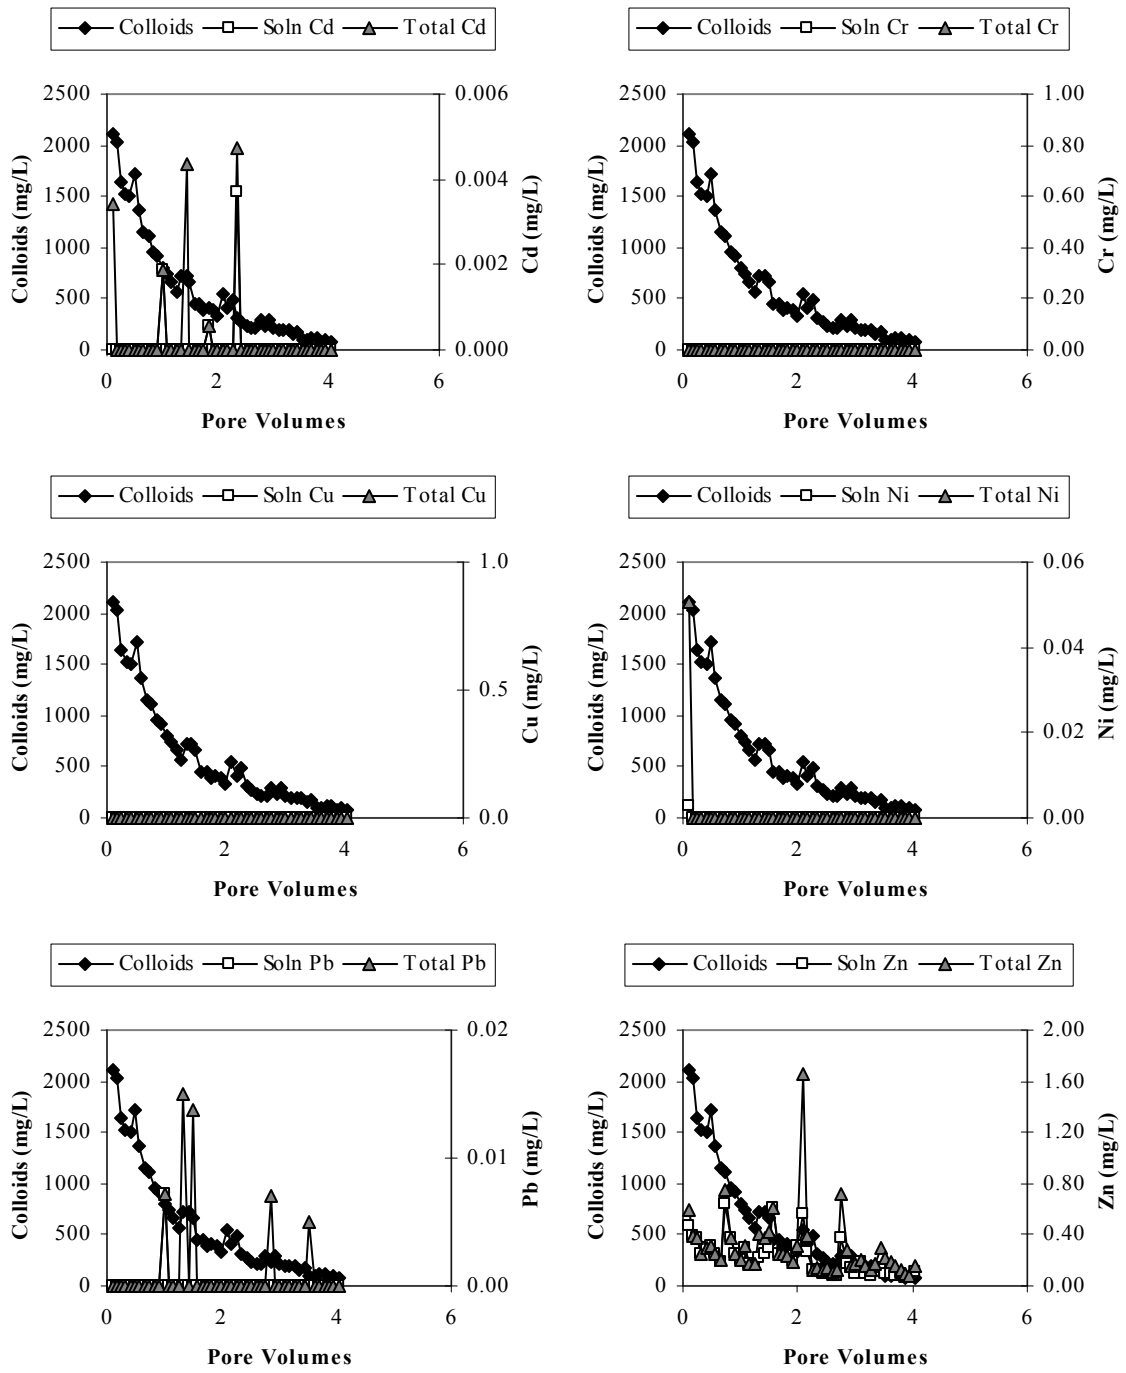 Colloids Soln Cd Total Cd
2500 0.006
2000
1500 0.004
1000
0.002
500
0 0.000
0 2 4 6
Colloids (mg/L)
Cd (mg/L)
Pore Volumes
Colloids Soln Cr Total Cr
2500 1.00
2000 0.80
1500 0.60
1000 0.40
500 0.20
0 0.00
0 2 4 6
Colloids (mg/L)
Cr (mg/L)
Pore Volumes
Colloids Soln Cu Total Cu
2500 1.0
2000
1500
0.5
1000
500
0 0.0
0 2 4 6
Colloids (mg/L)
Cu (mg/L)
Pore Volumes
Colloids Soln Ni Total Ni
2500 0.06
2000
1500 0.04
1000
0.02
500
0 0.00
0 2 4 6
Colloids (mg/L)
Ni (mg/L)
Pore Volumes
Colloids Soln Pb Total Pb
2500 0.02
2000
1500
0.01
1000
500
0 0.00
0 2 4 6
Colloids (mg/L)
Pb (mg/L)
Pore Volumes
Colloids Soln Zn Total Zn
2500 2.00
2000 1.60
1500 1.20
1000 0.80
500 0.40
0 0.00
0 2 4 6
Colloids (mg/L)
Zn (mg/L)
Pore Volumes